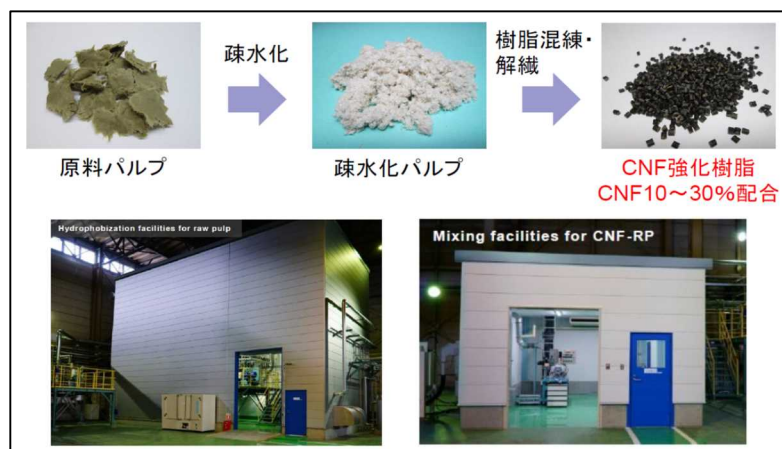 疎水化
樹脂混練・
解繊
原料パルプ
疎水化パルプ
CNF強化樹脂
CNF10～30%配合
Hydrophobization facilities for raw pulp
Mixing facilities for CNF-RP